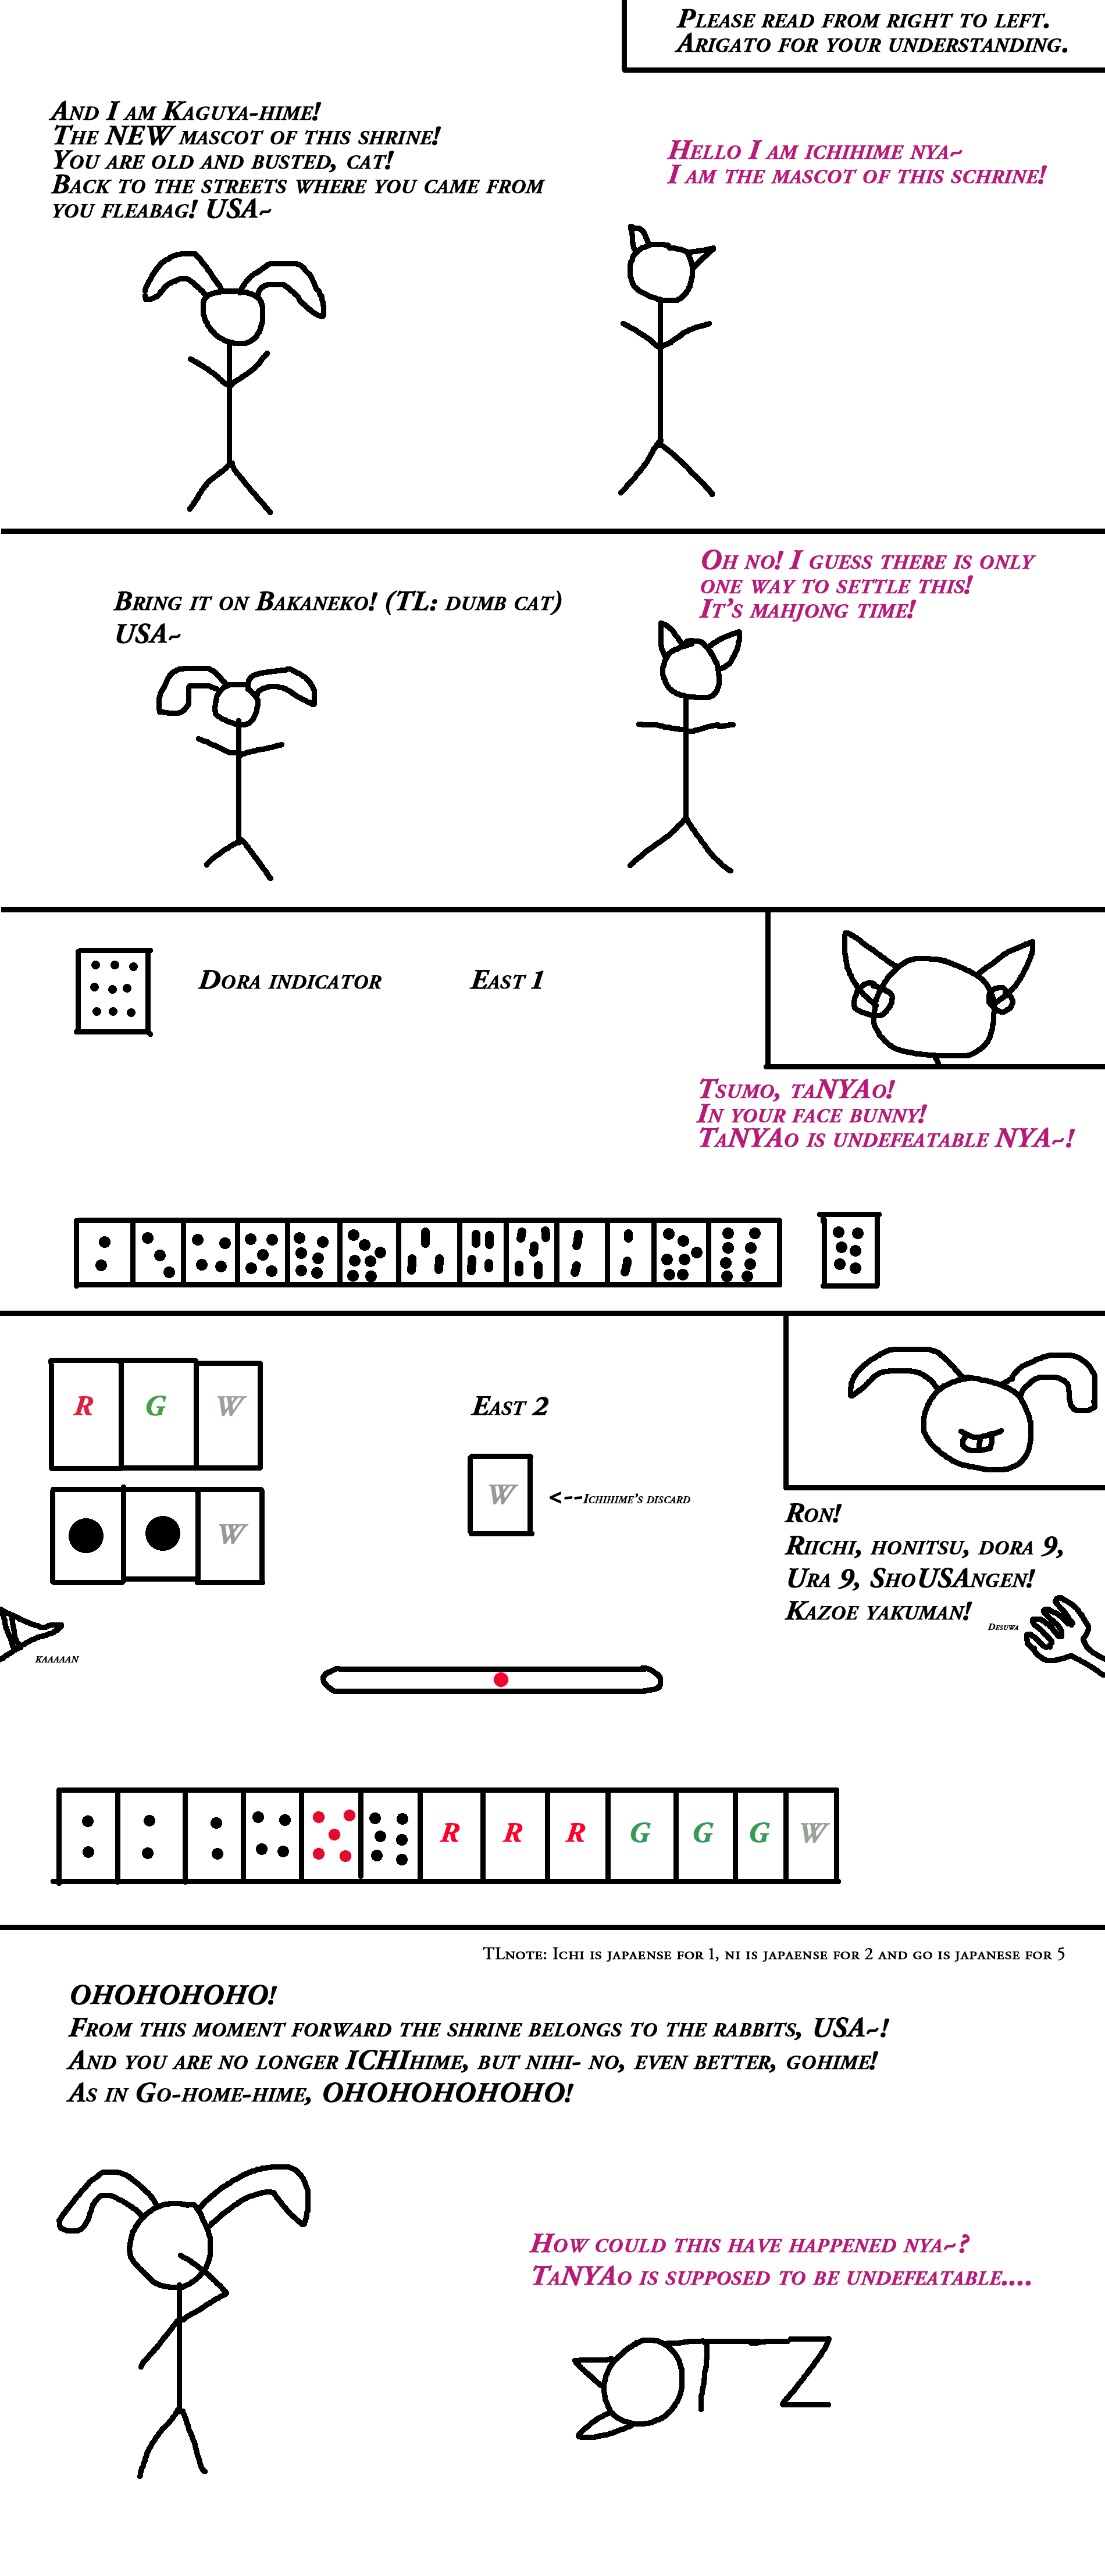 Please read from right to left.
Arigato for your understanding.
Hello I am ichihime nya~
I am the mascot of this schrine!
And I am Kaguya-hime!
The NEW mascot of this shrine!
You are old and busted, cat!
Back to the streets where you came from
you fleabag! USA~
Oh no! I guess there is only
one way to settle this!
It's mahjong time!
Bring it on Bakaneko! (TL: dumb cat)
USA~
Dora indicator
East 1
Tsumo, taNYAo!
In your face bunny!
TaNYAo is undefeatable NYA~!
R G W
W
East 2
W
<--Ichihime's discard
Ron!
Riichi, honitsu, dora 9,
Ura 9, ShoUSAngen!
Kazoe yakuman!
Desuwa
kaaaaan
R R R G G G W
TLnote: Ichi is japaense for 1, ni is japaense for 2 and go is japanese for 5
OHOHOHOHO!
From this moment forward the shrine belongs to the rabbits, USA~!
And you are no longer ICHIhime, but nihi- no, even better, gohime!
As in Go-home-hime, OHOHOHOHOHO!
How could this have happened nya~?
TaNYAo is supposed to be undefeatable....